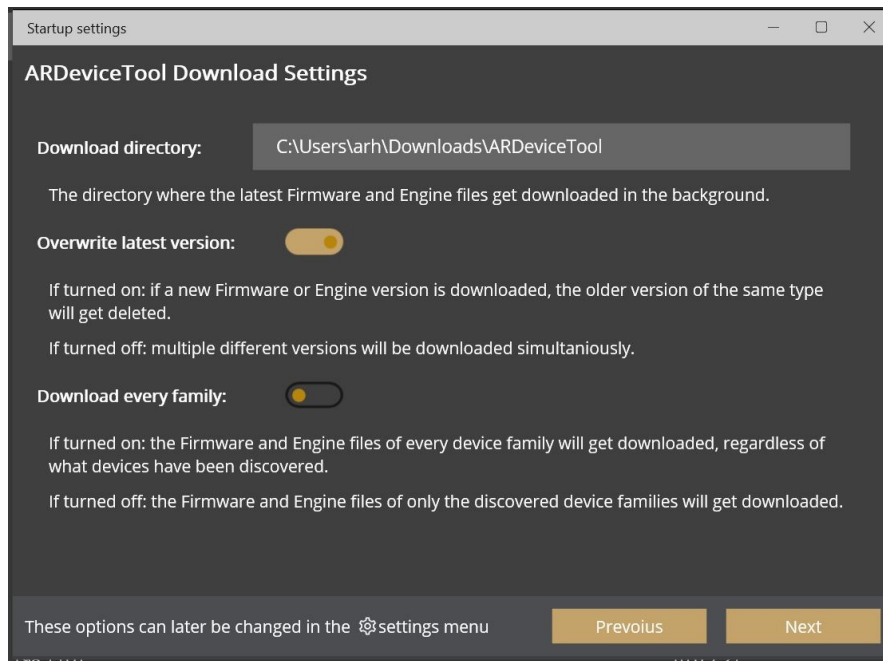 Startup settings
ARDeviceTool Download Settings
Download directory:
C:\Users\arh\Downloads\ARDeviceTool
The directory where the latest Firmware and Engine files get downloaded in the background.
Overwrite latest version:
If turned on: if a new Firmware or Engine version is downloaded, the older version of the same type
will get deleted.
If turned off: multiple different versions will be downloaded simultaniously.
Download every family:
If turned on: the Firmware and Engine files of every device family will get downloaded, regardless of
what devices have been discovered.
If turned off: the Firmware and Engine files of only the discovered device families will get downloaded.
These options can later be changed in the settings menu
Prevoius
Next